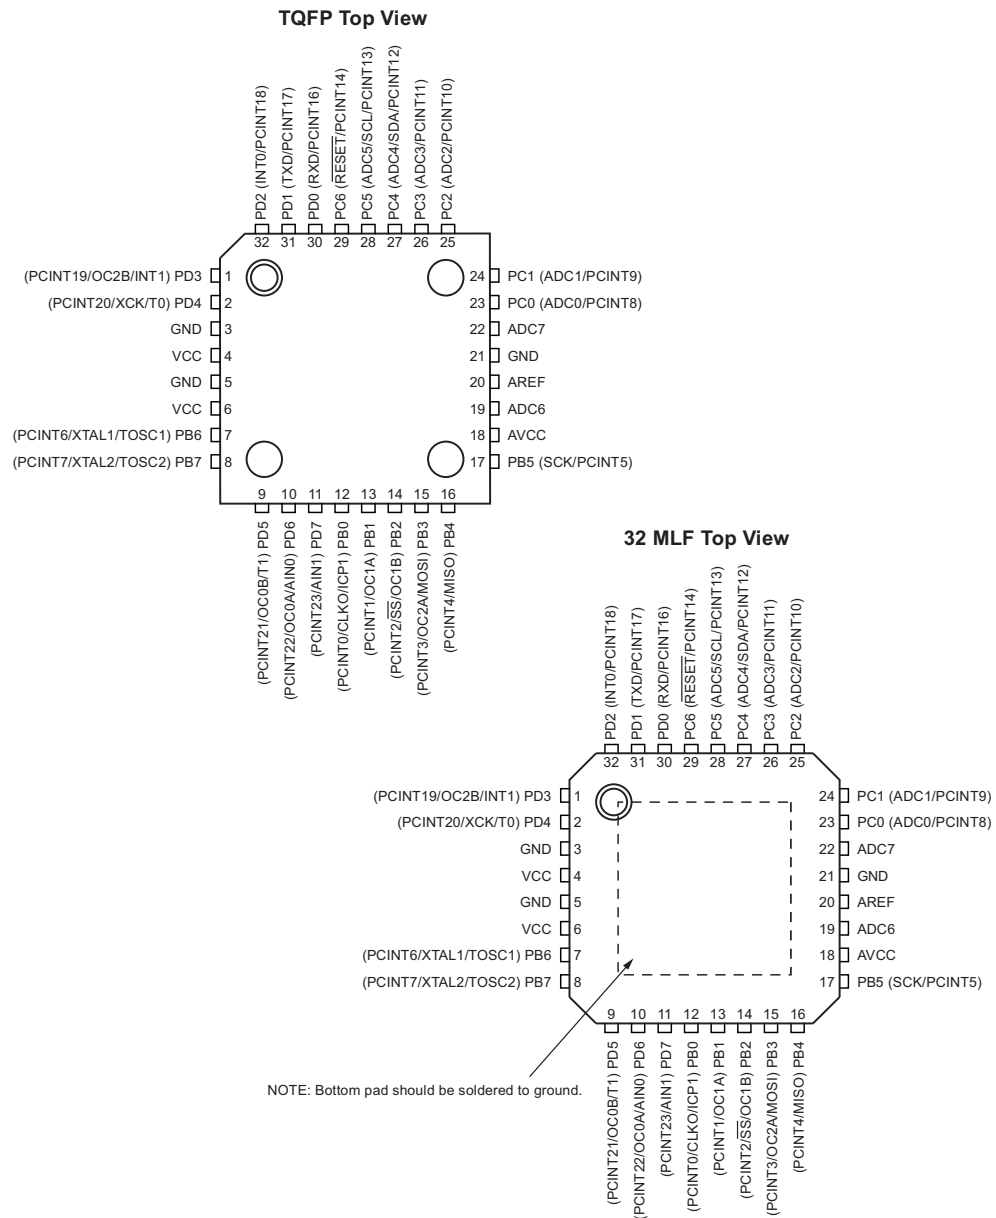 TQFP Top View
PD2 (INT0/PCINT18)
PD1 (TXD/PCINT17)
PD0 (RXD/PCINT16)
PC6 (RESET/PCINT14)
PC5 (ADC5/SCL/PCINT13)
PC4 (ADC4/SDA/PCINT12)
PC3 (ADC3/PCINT11)
PC2 (ADC2/PCINT10)
32 31 30 29 28 27 26 25
(PCINT19/OC2B/INT1) PD3 1
(PCINT20/XCK/T0) PD4 2
GND 3
VCC 4
GND 5
VCC 6
(PCINT6/XTAL1/TOSC1) PB6 7
(PCINT7/XTAL2/TOSC2) PB7 8
24 PC1 (ADC1/PCINT9)
23 PC0 (ADC0/PCINT8)
22 ADC7
21 GND
20 AREF
19 ADC6
18 AVCC
17 PB5 (SCK/PCINT5)
9 10 11 12 13 14 15 16
(PCINT21/OC0B/T1) PD5
(PCINT22/OC0A/AIN0) PD6
(PCINT23/AIN1) PD7
(PCINT0/CLKO/ICP1) PB0
(PCINT1/OC1A) PB1
(PCINT2/SS/OC1B) PB2
(PCINT3/OC2A/MOSI) PB3
(PCINT4/MISO) PB4
32 MLF Top View
PD2 (INT0/PCINT18)
PD1 (TXD/PCINT17)
PD0 (RXD/PCINT16)
PC6 (RESET/PCINT14)
PC5 (ADC5/SCL/PCINT13)
PC4 (ADC4/SDA/PCINT12)
PC3 (ADC3/PCINT11)
PC2 (ADC2/PCINT10)
32 31 30 29 28 27 26 25
(PCINT19/OC2B/INT1) PD3 1
(PCINT20/XCK/T0) PD4 2
GND 3
VCC 4
GND 5
VCC 6
(PCINT6/XTAL1/TOSC1) PB6 7
(PCINT7/XTAL2/TOSC2) PB7 8
24 PC1 (ADC1/PCINT9)
23 PC0 (ADC0/PCINT8)
22 ADC7
21 GND
20 AREF
19 ADC6
18 AVCC
17 PB5 (SCK/PCINT5)
9 10 11 12 13 14 15 16
(PCINT21/OC0B/T1) PD5
(PCINT22/OC0A/AIN0) PD6
(PCINT23/AIN1) PD7
(PCINT0/CLKO/ICP1) PB0
(PCINT1/OC1A) PB1
(PCINT2/SS/OC1B) PB2
(PCINT3/OC2A/MOSI) PB3
(PCINT4/MISO) PB4
NOTE: Bottom pad should be soldered to ground.